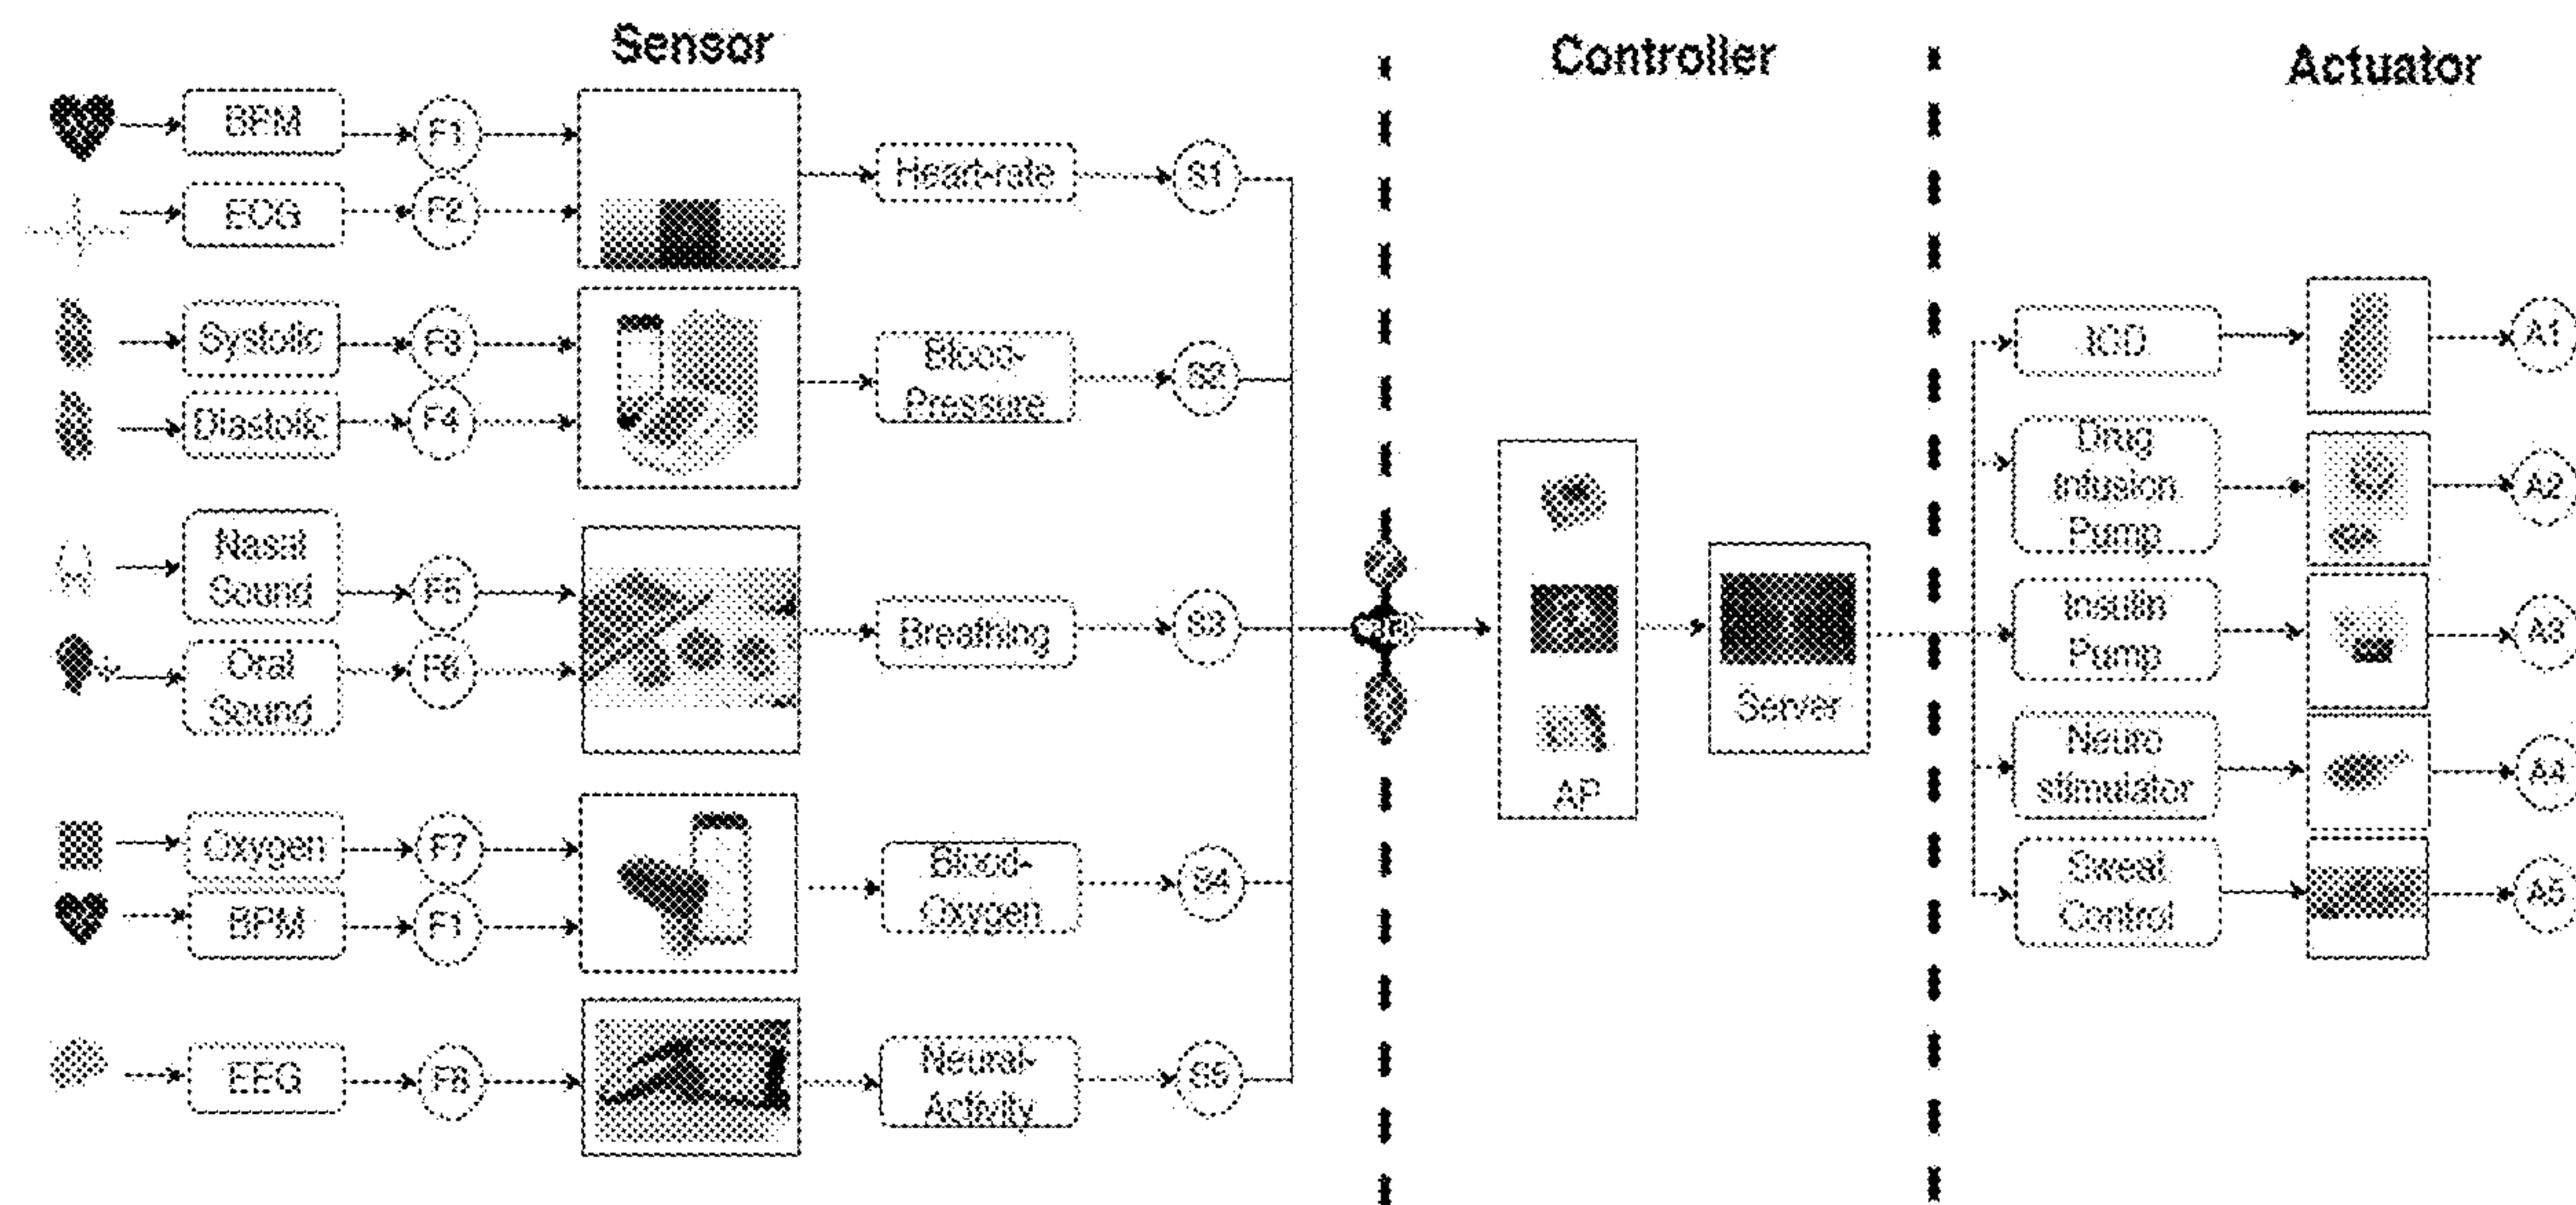 Sensor
Controller
Actuator
BPM
F1
ECG
F2
Heart-rate
S1
Systolic
F3
Diastolic
F4
Blood-
Pressure
S2
Nasal
Sound
F5
Oral
Sound
F6
Breathing
S3
Oxygen
F7
BPM
F1
Blood-
Oxygen
S4
EEG
F8
Neural-
Activity
S5
AP
Server
ICD
A1
Drug
Infusion
Pump
A2
Insulin
Pump
A3
Neuro
stimulator
A4
Sweat
Control
A5